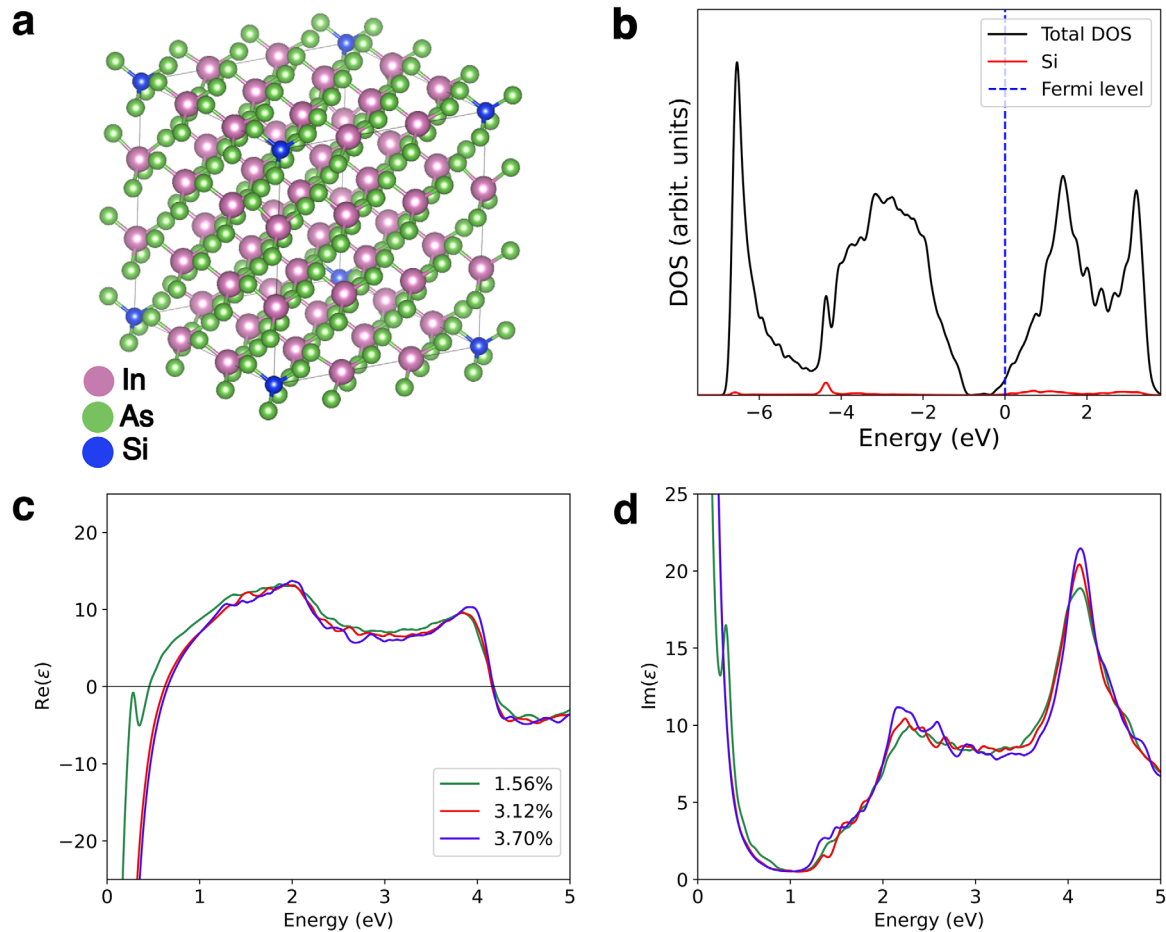 a
In
As
Si
b
Total DOS
Si
Fermi level
DOS (arbit. units)
−6 −4 −2 0 2
Energy (eV)
c
20
10
0
−10
−20
Re(ε)
1.56%
3.12%
3.70%
0 1 2 3 4 5
Energy (eV)
d
25
20
15
10
5
0
Im(ε)
0 1 2 3 4 5
Energy (eV)